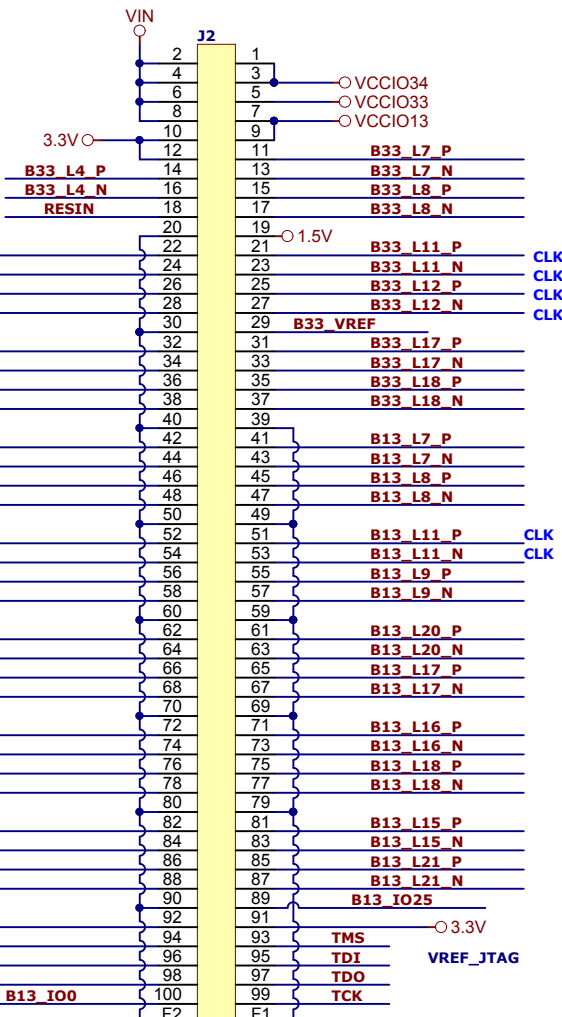 VIN
J2
2 1
4 3 VCCIO34
6 5 VCCIO33
8 7 VCCIO13
3.3V 10 9
12 11 B33_L7_P
B33_L4_P 14 13 B33_L7_N
B33_L4_N 16 15 B33_L8_P
RESIN 18 17 B33_L8_N
20 19 1.5V
22 21 B33_L11_P CLK
24 23 B33_L11_N CLK
26 25 B33_L12_P CLK
28 27 B33_L12_N CLK
30 29 B33_VREF
32 31 B33_L17_P
34 33 B33_L17_N
36 35 B33_L18_P
38 37 B33_L18_N
40 39
42 41 B13_L7_P
44 43 B13_L7_N
46 45 B13_L8_P
48 47 B13_L8_N
50 49
52 51 B13_L11_P CLK
54 53 B13_L11_N CLK
56 55 B13_L9_P
58 57 B13_L9_N
60 59
62 61 B13_L20_P
64 63 B13_L20_N
66 65 B13_L17_P
68 67 B13_L17_N
70 69
72 71 B13_L16_P
74 73 B13_L16_N
76 75 B13_L18_P
78 77 B13_L18_N
80 79
82 81 B13_L15_P
84 83 B13_L15_N
86 85 B13_L21_P
88 87 B13_L21_N
90 89 B13_IO25
92 91 3.3V
94 93 TMS
96 95 TDI VREF_JTAG
98 97 TDO
B13_IO0 100 99 TCK